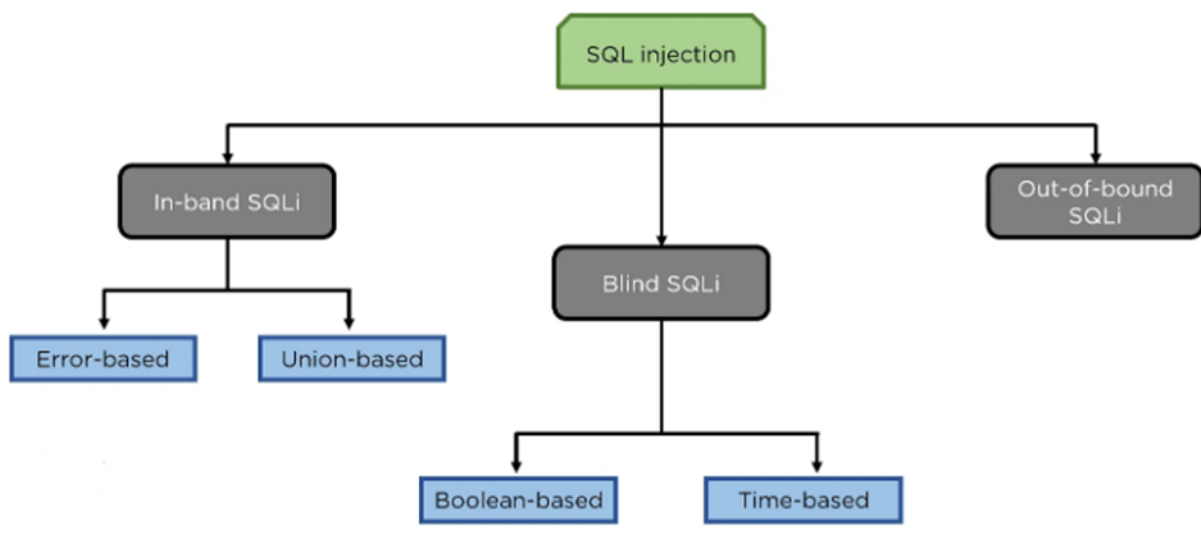 SQL injection
In-band SQLi
Out-of-bound
SQLi
Blind SQLi
Error-based
Union-based
Boolean-based
Time-based